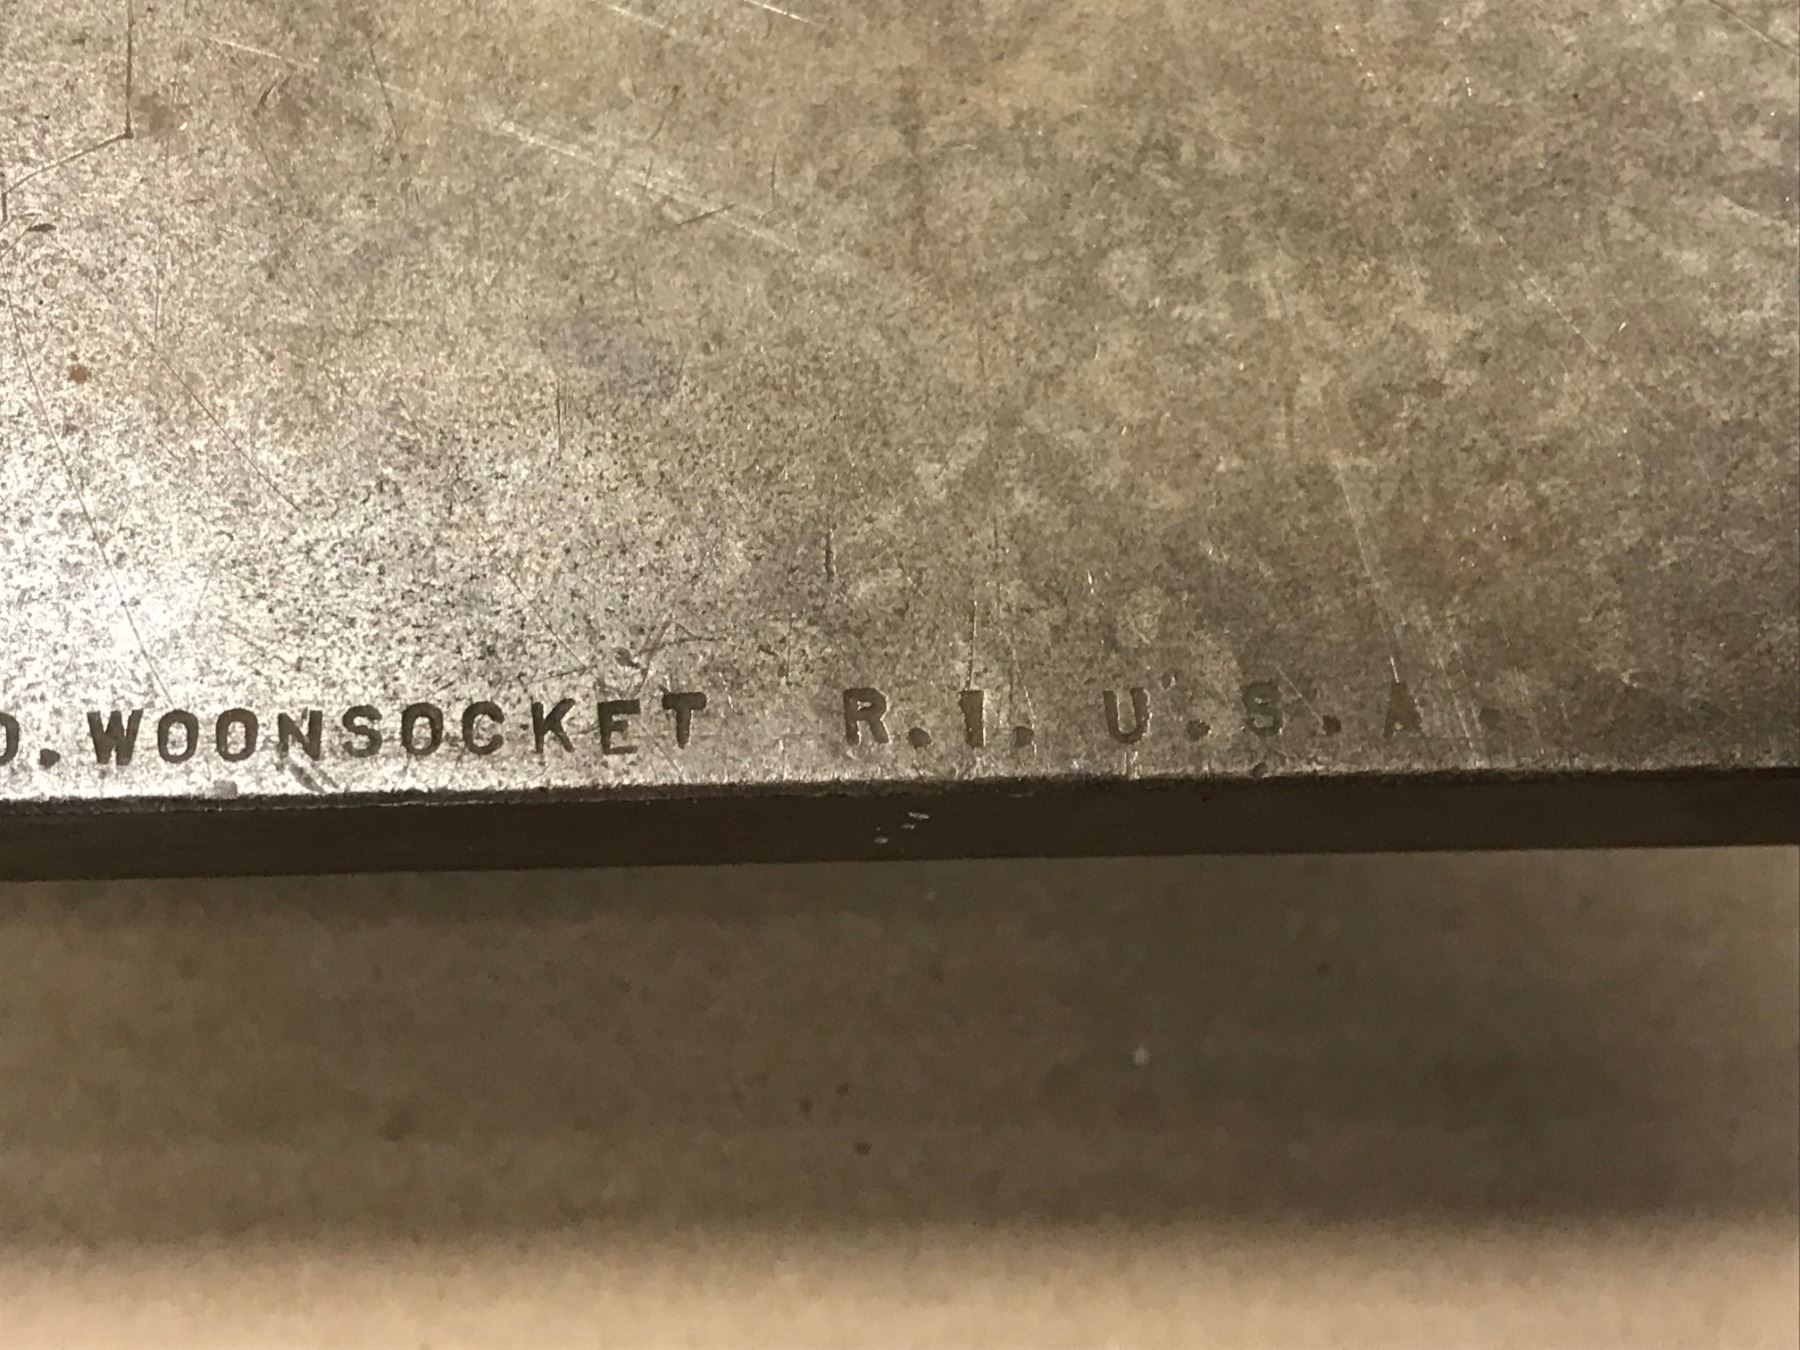 O. WOONSOCKET R.I. U.S.A.